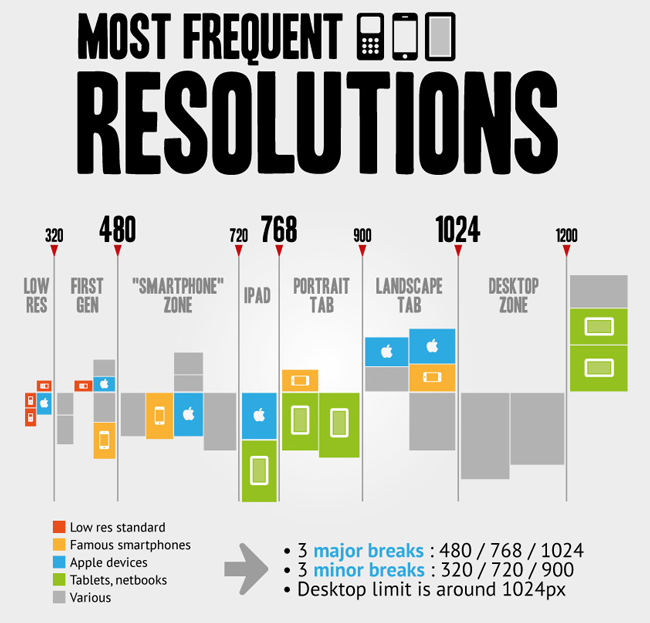 MOST FREQUENT
RESOLUTIONS
320 480 720 768 900 1024 1200
LOW
RES
FIRST
GEN
"SMARTPHONE"
ZONE
IPAD
PORTRAIT
TAB
LANDSCAPE
TAB
DESKTOP
ZONE
Low res standard
Famous smartphones
Apple devices
Tablets, netbooks
Various
• 3 major breaks : 480 / 768 / 1024
• 3 minor breaks : 320 / 720 / 900
• Desktop limit is around 1024px